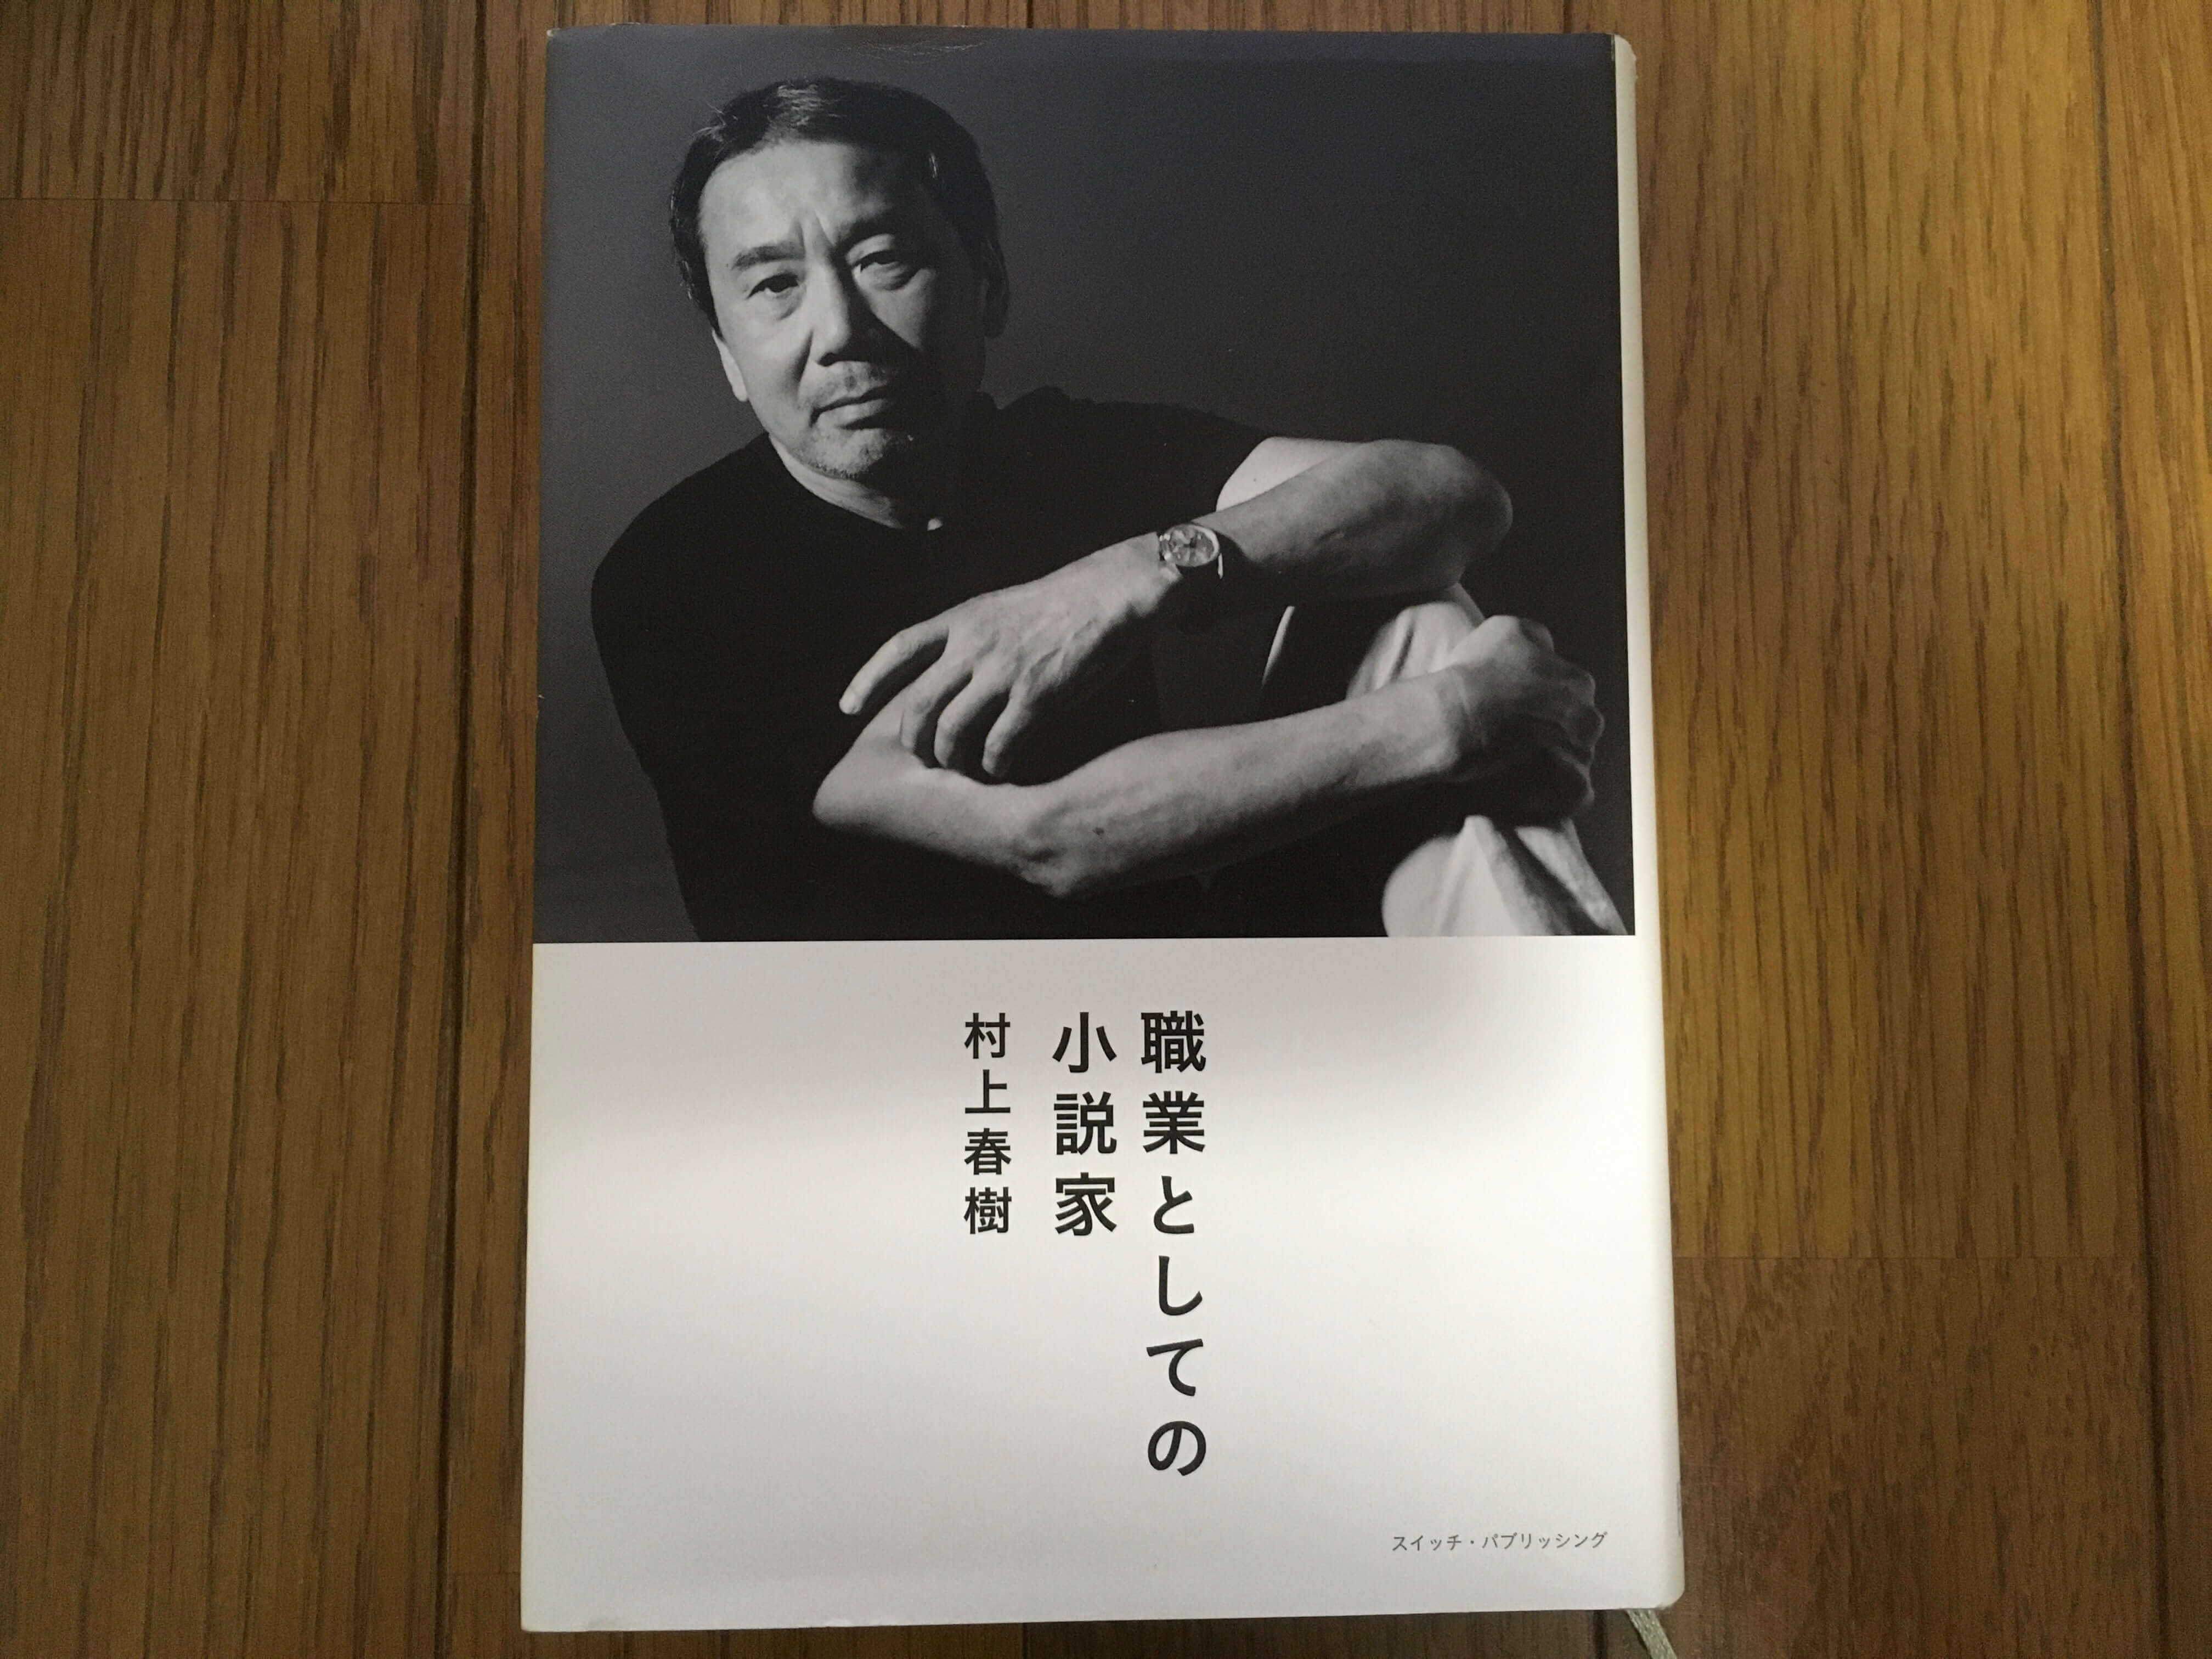 職業としての
小説家
村上春樹
スイッチ・パブリッシング